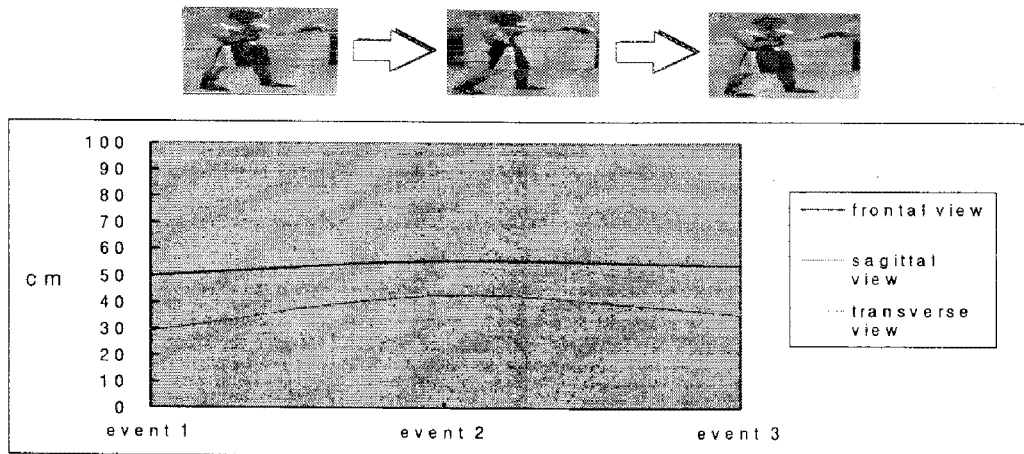 100
90
80
70
60
50
40
30
20
10
0
cm
event 1
event 2
event 3
frontal view
sagittal
view
transverse
view